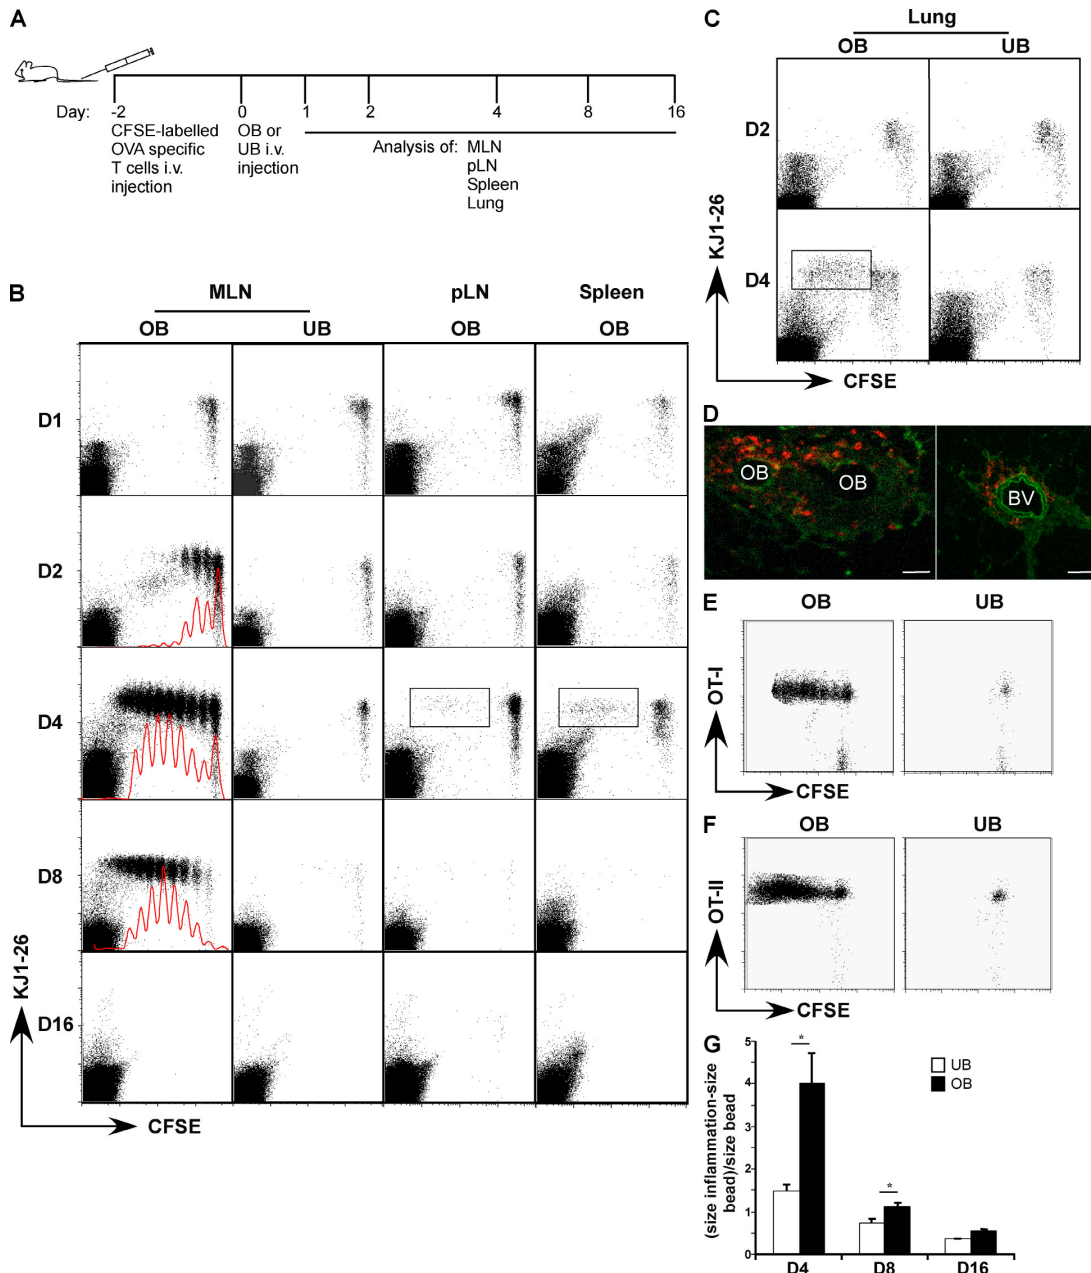 A
Day: -2 0 1 2 4 8 16
CFSE-labelled
OVA specific
T cells i.v.
injection
OB or
UB i.v.
injection
Analysis of: MLN
pLN
Spleen
Lung
B
MLN pLN Spleen
OB UB OB OB
D1
D2
D4
D8
D16
KJ1-26
CFSE
C
Lung
OB UB
D2
D4
KJ1-26
CFSE
D
OB OB BV
E
OB UB
OT-I
CFSE
F
OB UB
OT-II
CFSE
G
(size inflammation-size
bead)/size bead
5
4
3
2
1
0
* *
UB
OB
D4 D8 D16